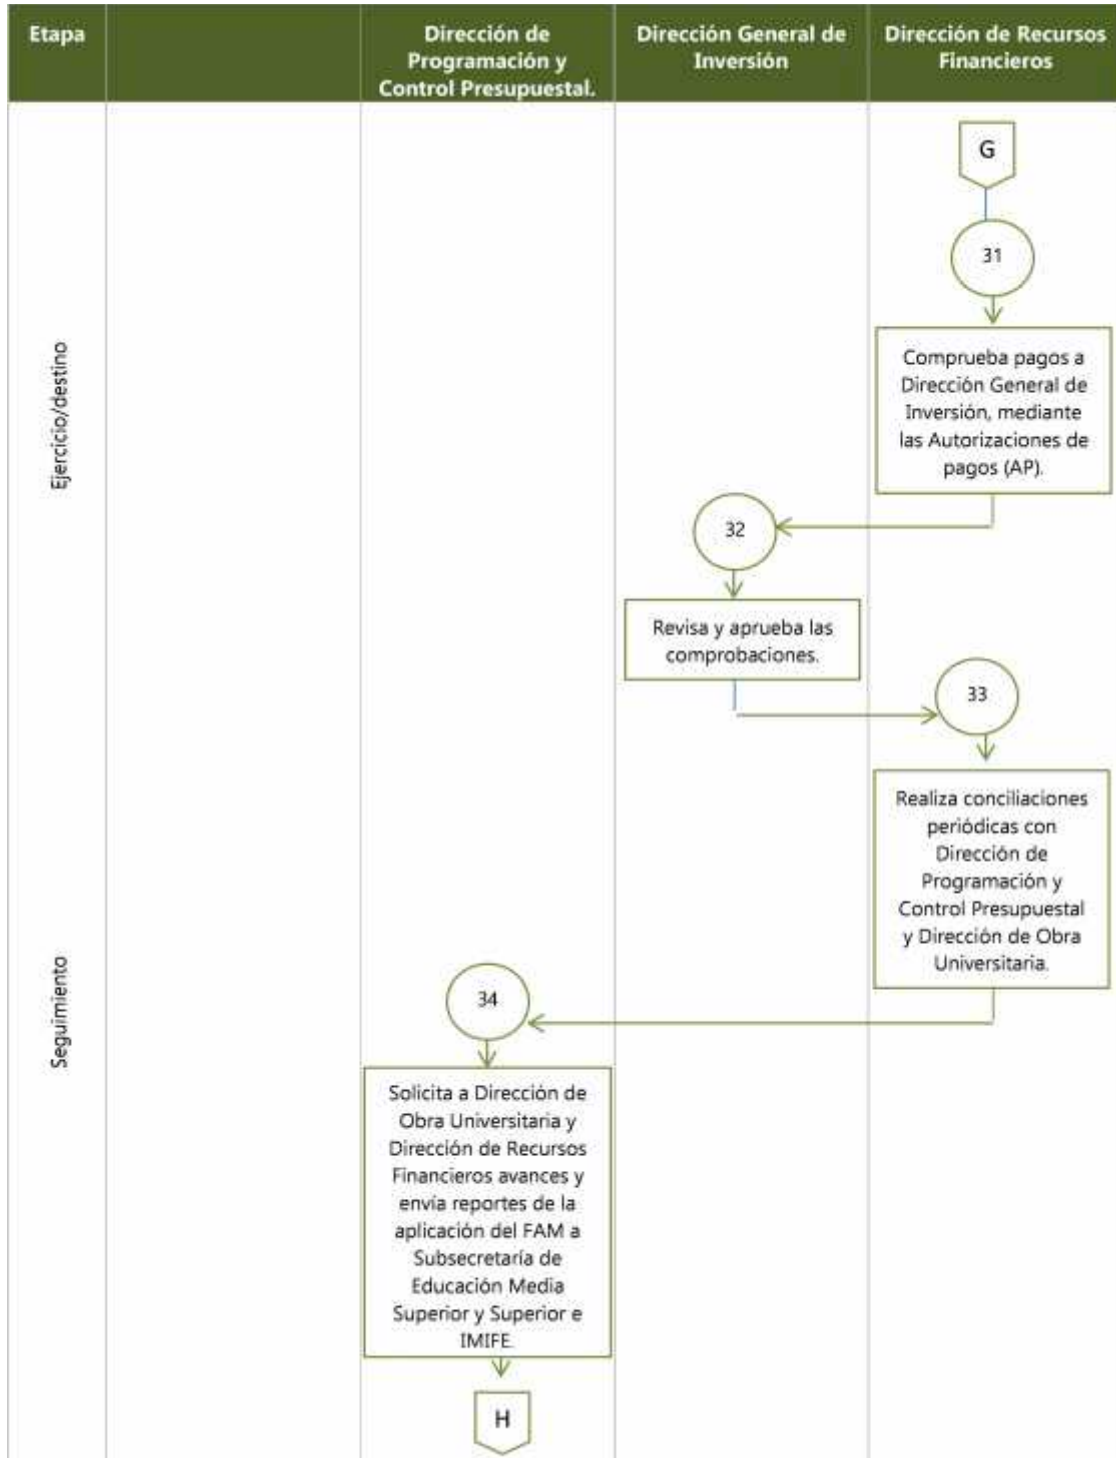 Etapa
Dirección de
Programación y
Control Presupuestal.
Dirección General de
Inversión
Dirección de Recursos
Financieros
G
31
Ejercicio/destino
Comprueba pagos a
Dirección General de
Inversión, mediante
las Autorizaciones de
pagos (AP).
32
Revisa y aprueba las
comprobaciones.
33
Realiza conciliaciones
periódicas con
Dirección de
Programación y
Control Presupuestal
y Dirección de Obra
Universitaria.
Seguimiento
34
Solicita a Dirección de
Obra Universitaria y
Dirección de Recursos
Financieros avances y
envía reportes de la
aplicación del FAM a
Subsecretaría de
Educación Media
Superior y Superior e
IMIFE.
H